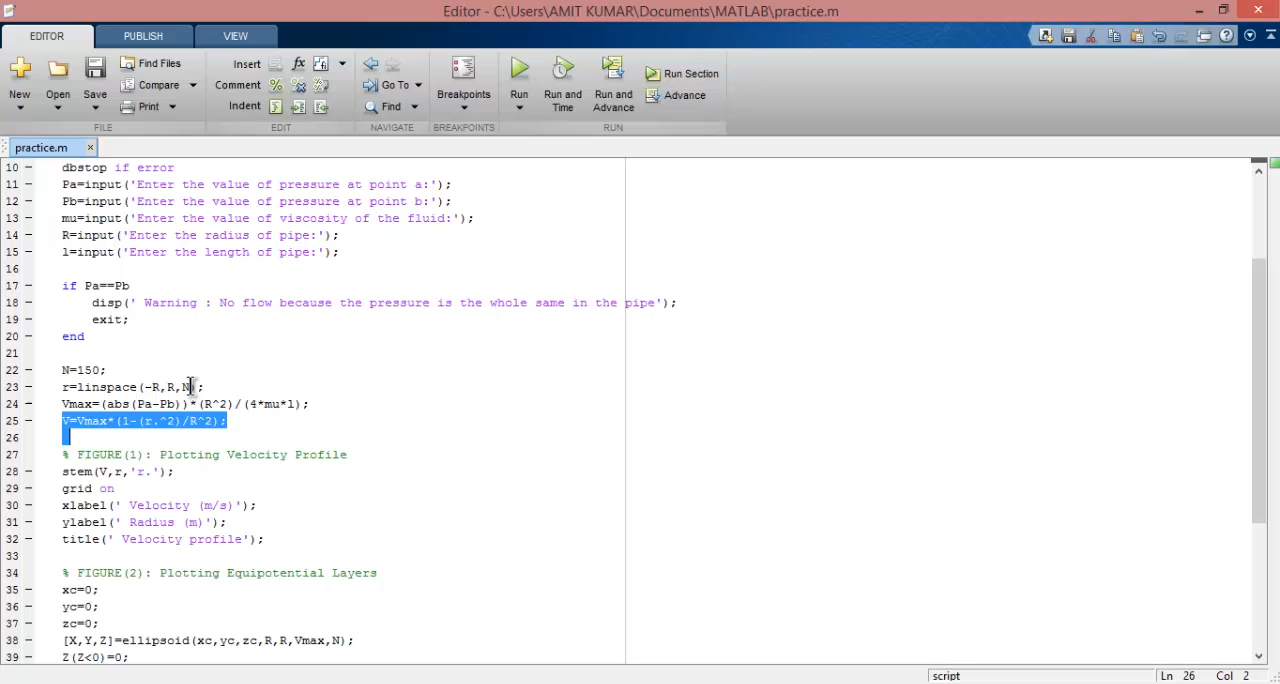 Editor - C:\Users\AMIT KUMAR\Documents\MATLAB\practice.m
EDITOR PUBLISH VIEW
New Open Save Find Files Compare Print
Insert Comment Indent
Go To Find
Breakpoints
Run Run and Time Run and Advance Run Section Advance
FILE EDIT NAVIGATE BREAKPOINTS RUN
practice.m
10 dbstop if error
11 Pa=input('Enter the value of pressure at point a:');
12 Pb=input('Enter the value of pressure at point b:');
13 mu=input('Enter the value of viscosity of the fluid:');
14 R=input('Enter the radius of pipe:');
15 l=input('Enter the length of pipe:');
16
17 if Pa==Pb
18 disp(' Warning : No flow because the pressure is the whole same in the pipe');
19 exit;
20 end
21
22 N=150;
23 r=linspace(-R,R,N);
24 Vmax=(abs(Pa-Pb))*(R^2)/(4*mu*l);
25 V=Vmax*(1-(r.^2)/R^2);
26
27 % FIGURE(1): Plotting Velocity Profile
28 stem(V,r,'r.');
29 grid on
30 xlabel(' Velocity (m/s)');
31 ylabel(' Radius (m)');
32 title(' Velocity profile');
33
34 % FIGURE(2): Plotting Equipotential Layers
35 xc=0;
36 yc=0;
37 zc=0;
38 [X,Y,Z]=ellipsoid(xc,yc,zc,R,R,Vmax,N);
39 Z(Z<0)=0;
script Ln 26 Col 2